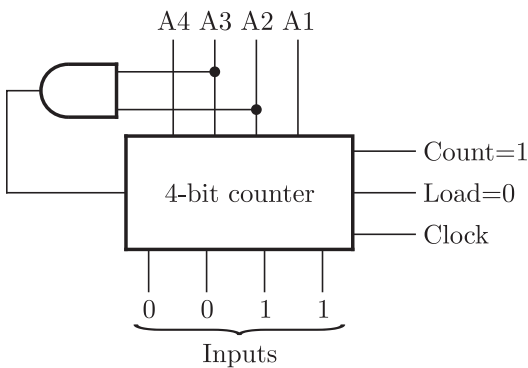 A4 A3 A2 A1
4-bit counter
Count=1
Load=0
Clock
0 0 1 1
Inputs